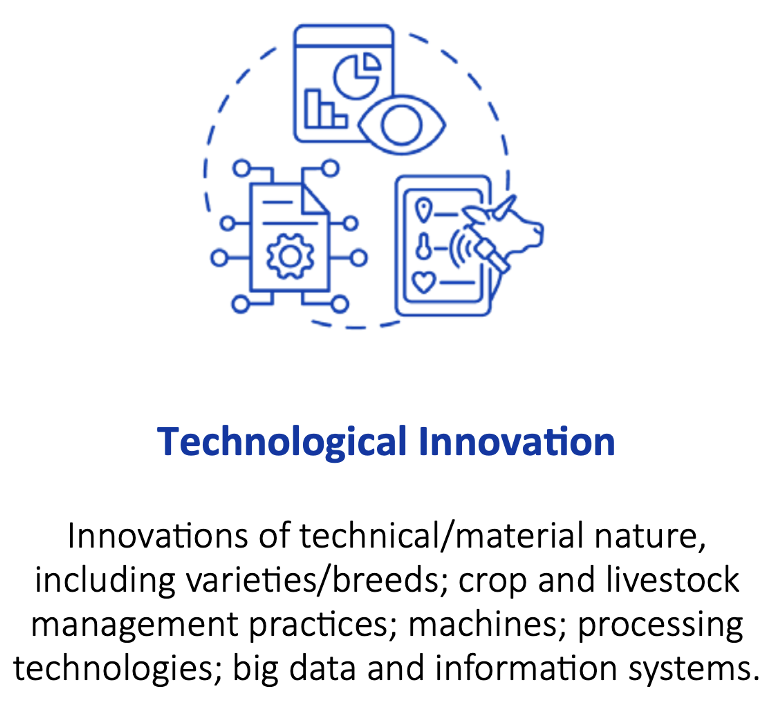 Technological Innovation
Innovations of technical/material nature,
including varieties/breeds; crop and livestock
management practices; machines; processing
technologies; big data and information systems.